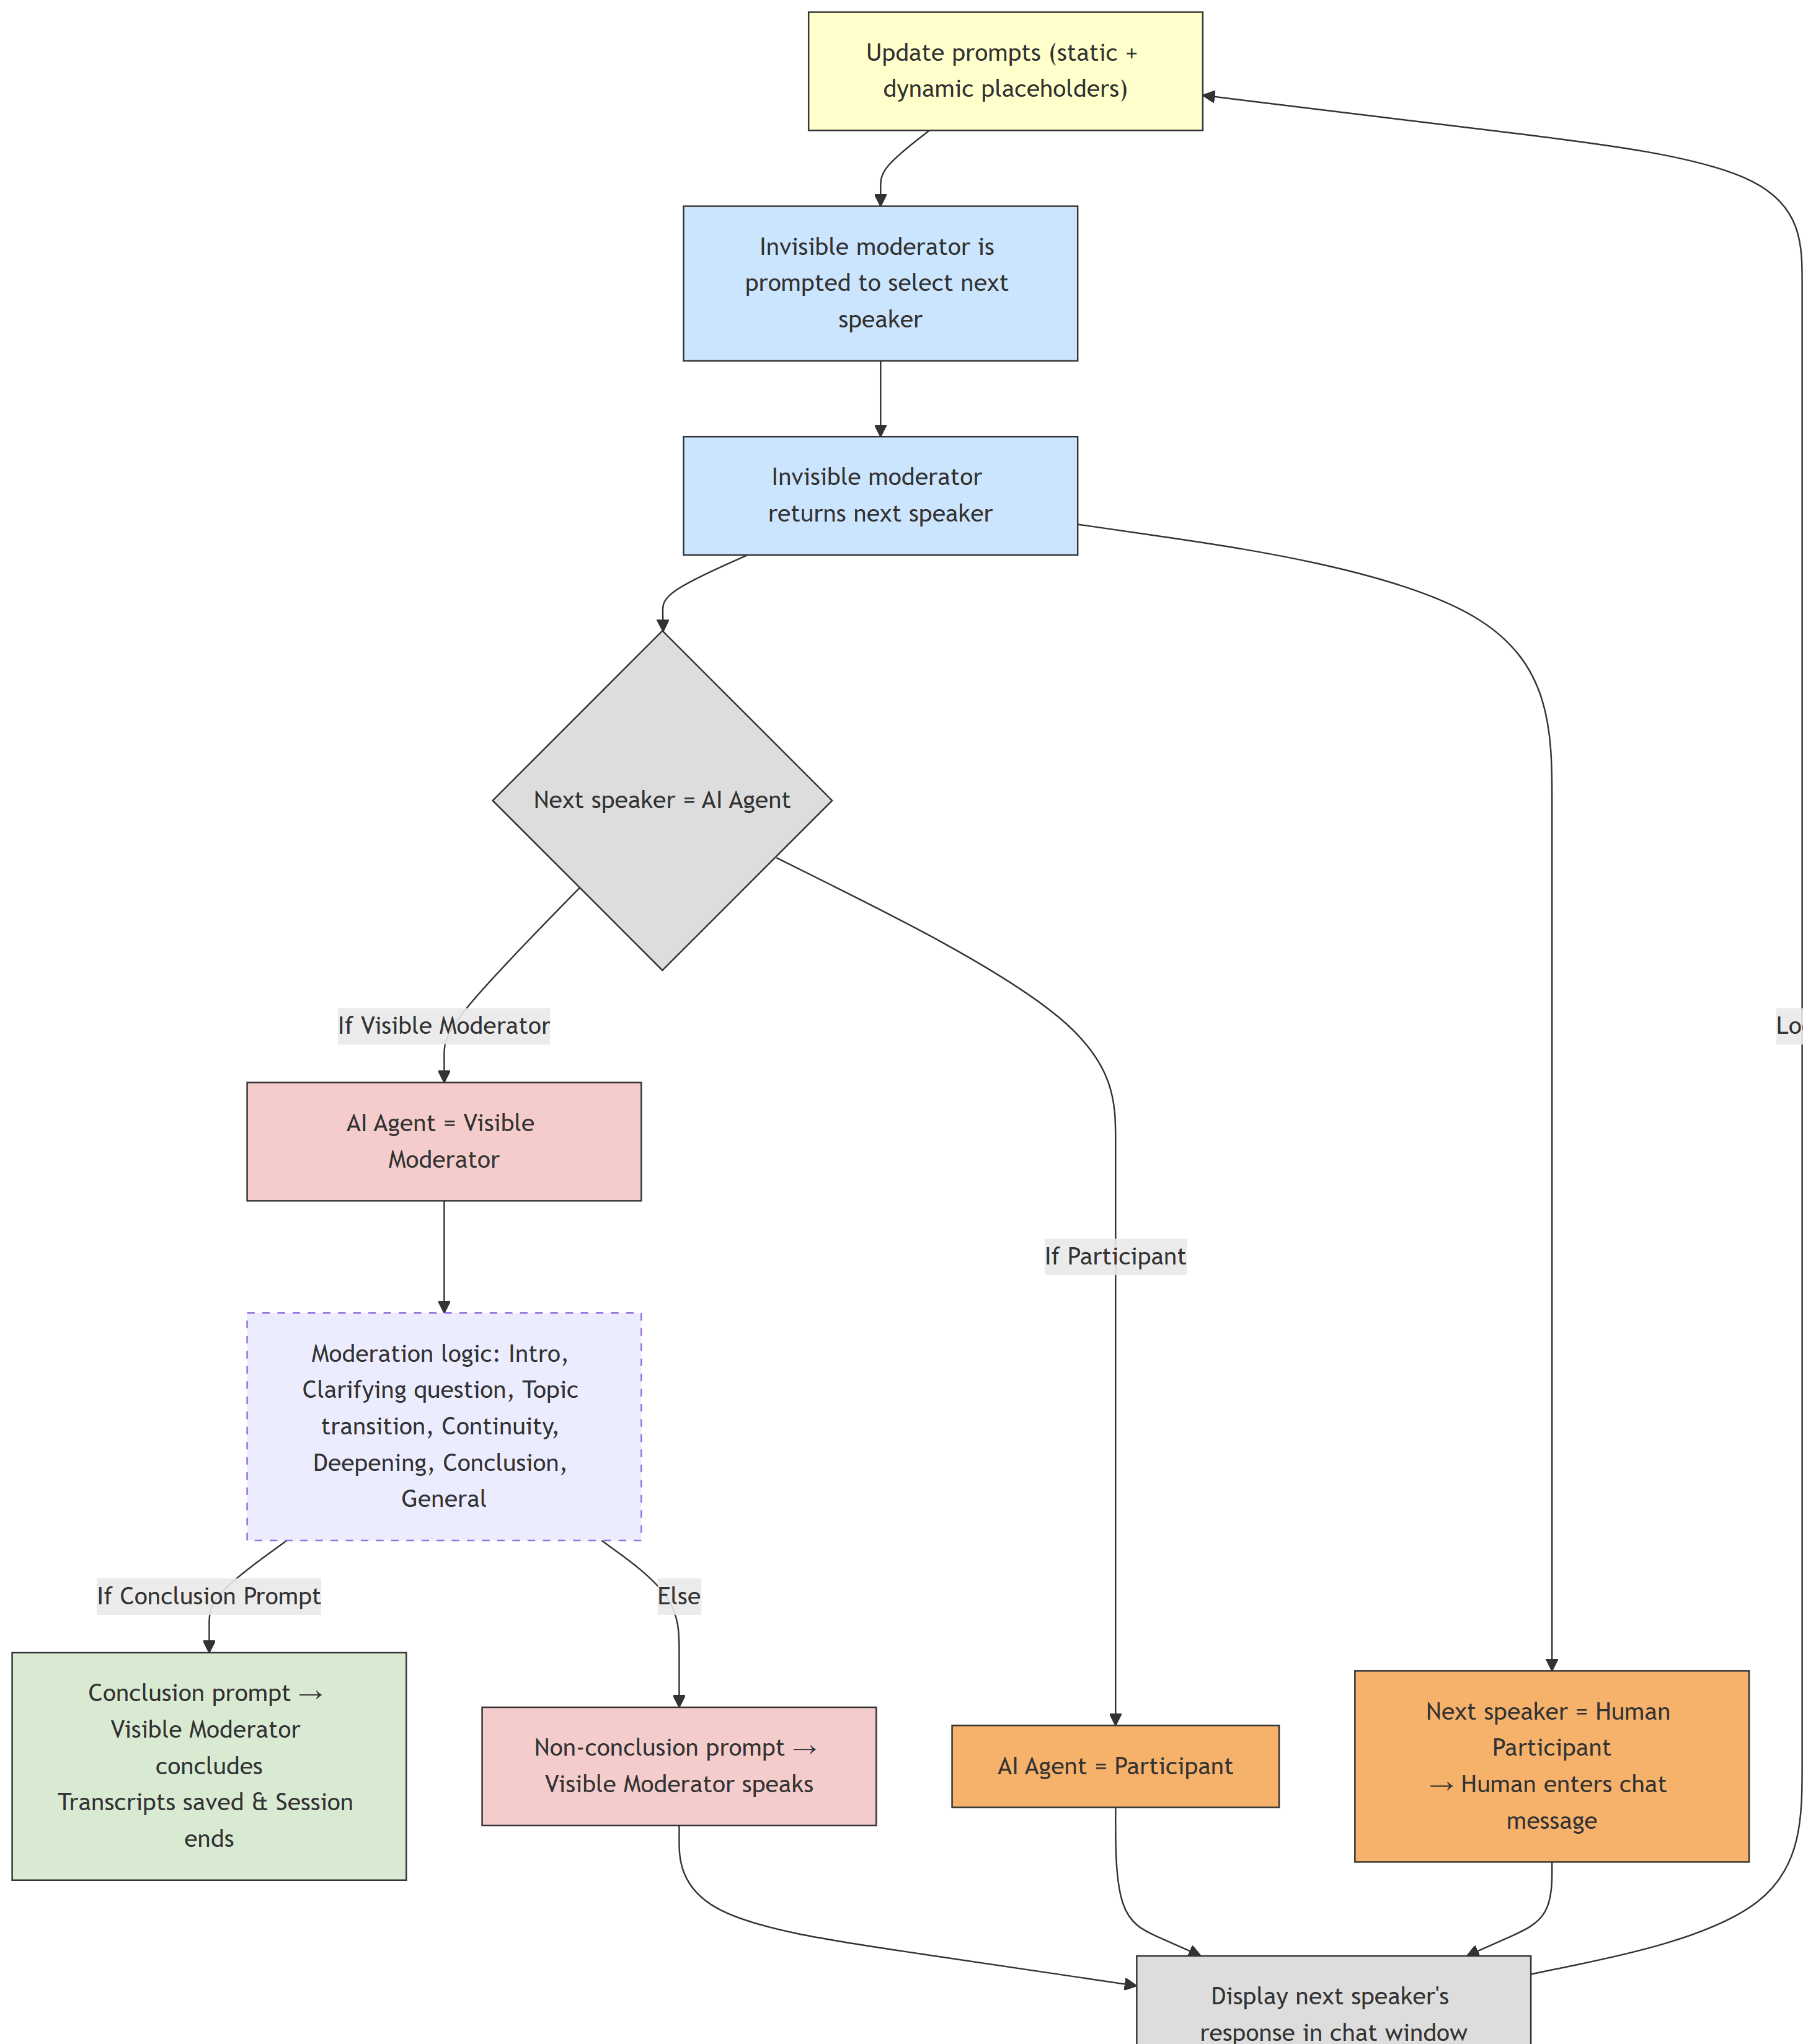 Update prompts (static +
dynamic placeholders)
Invisible moderator is
prompted to select next
speaker
Invisible moderator
returns next speaker
Next speaker = AI Agent
If Visible Moderator
AI Agent = Visible
Moderator
If Participant
Moderation logic: Intro,
Clarifying question, Topic
transition, Continuity,
Deepening, Conclusion,
General
If Conclusion Prompt
Else
Conclusion prompt →
Visible Moderator
concludes
Transcripts saved & Session
ends
Non-conclusion prompt →
Visible Moderator speaks
AI Agent = Participant
Next speaker = Human
Participant
→ Human enters chat
message
Display next speaker's
response in chat window